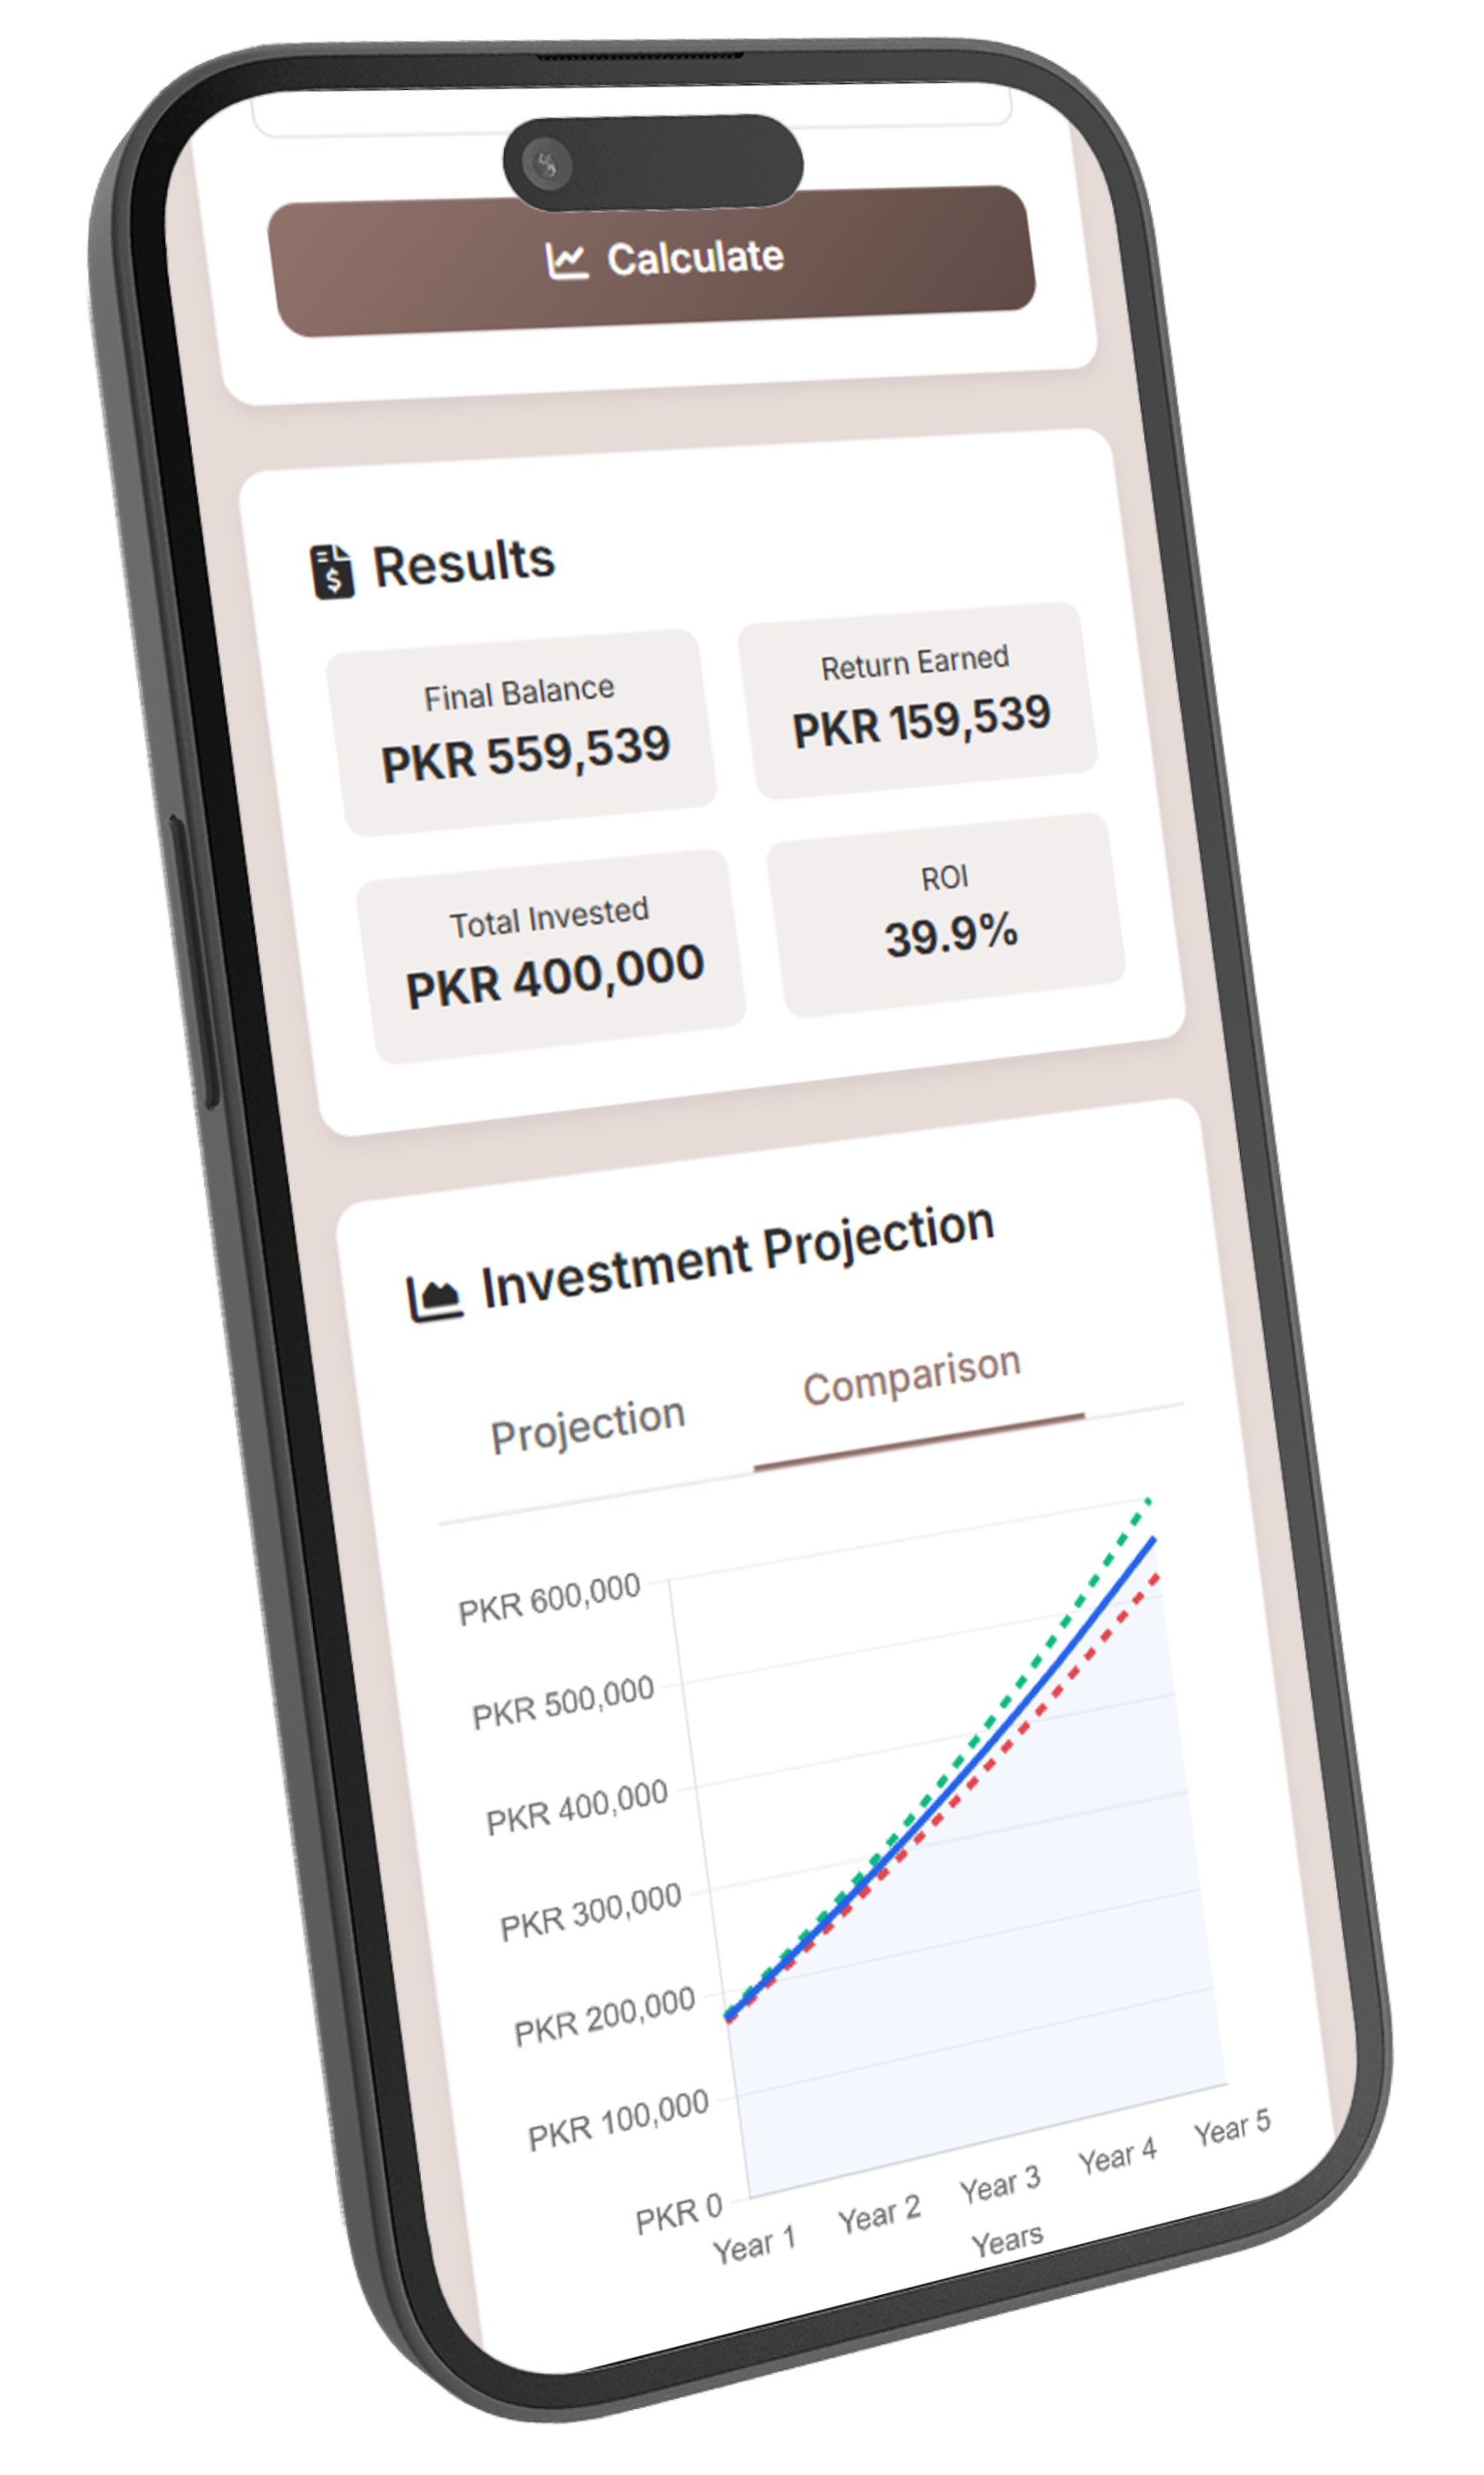 Calculate
Results
Final Balance
PKR 559,539
Return Earned
PKR 159,539
Total Invested
PKR 400,000
ROI
39.9%
Investment Projection
Projection
Comparison
PKR 600,000
PKR 500,000
PKR 400,000
PKR 300,000
PKR 200,000
PKR 100,000
PKR 0
Year 1
Year 2
Year 3
Year 4
Year 5
Years